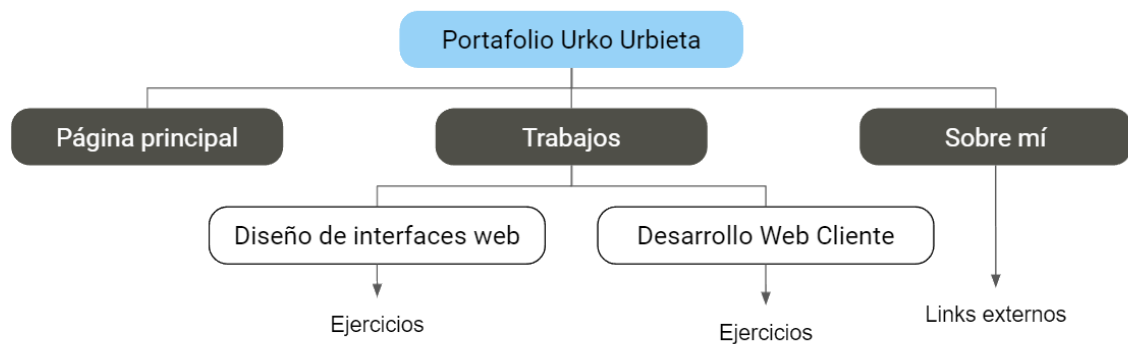 Portafolio Urko Urbieta
Página principal
Trabajos
Sobre mí
Diseño de interfaces web
Desarrollo Web Cliente
Ejercicios
Ejercicios
Links externos